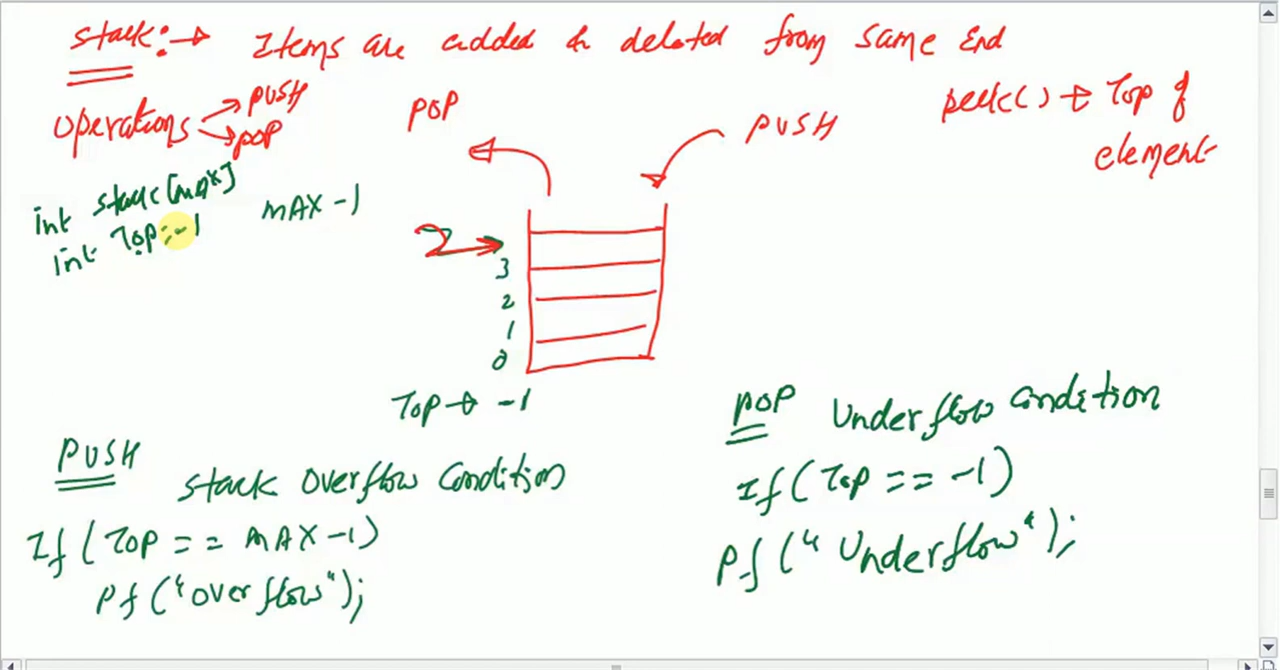 stack:→ Items are added & deleted from same End
operations → PUSH
→ POP
POP
PUSH
peek() → Top of
element
int stack[MAX]
int Top=-1
MAX -1
3
2
1
0
Top → -1
PUSH
stack overflow condition
If (TOP == MAX-1)
Pf ("overflow");
POP underflow condition
If (Top == -1)
Pf ("Underflow");